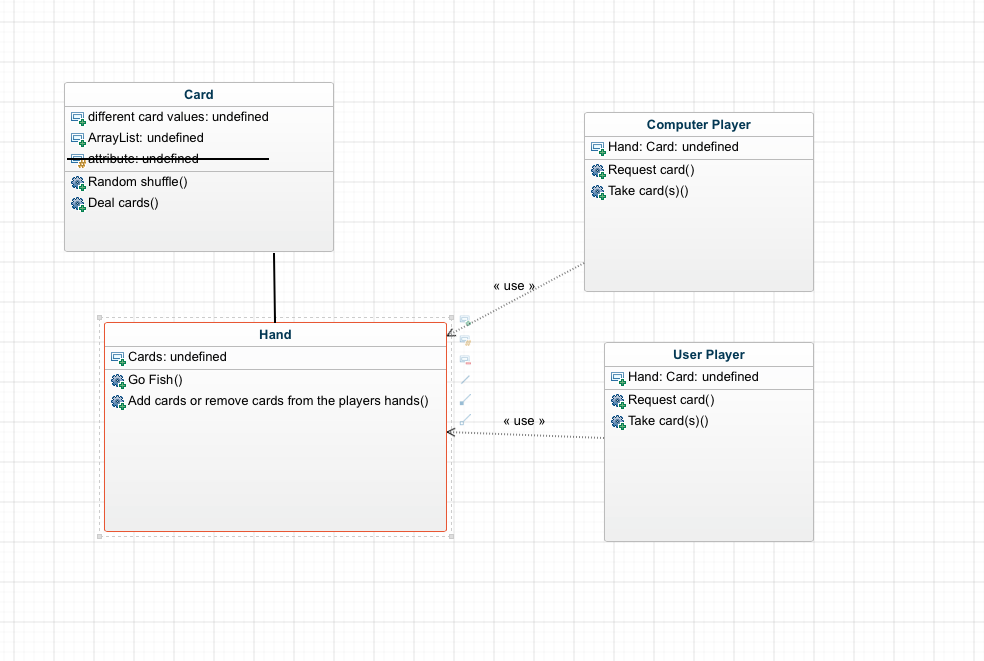 Card
different card values: undefined
ArrayList: undefined
attribute: undefined
Random shuffle()
Deal cards()
Computer Player
Hand: Card: undefined
Request card()
Take card(s)()
« use »
Hand
Cards: undefined
Go Fish()
Add cards or remove cards from the players hands()
« use »
User Player
Hand: Card: undefined
Request card()
Take card(s)()